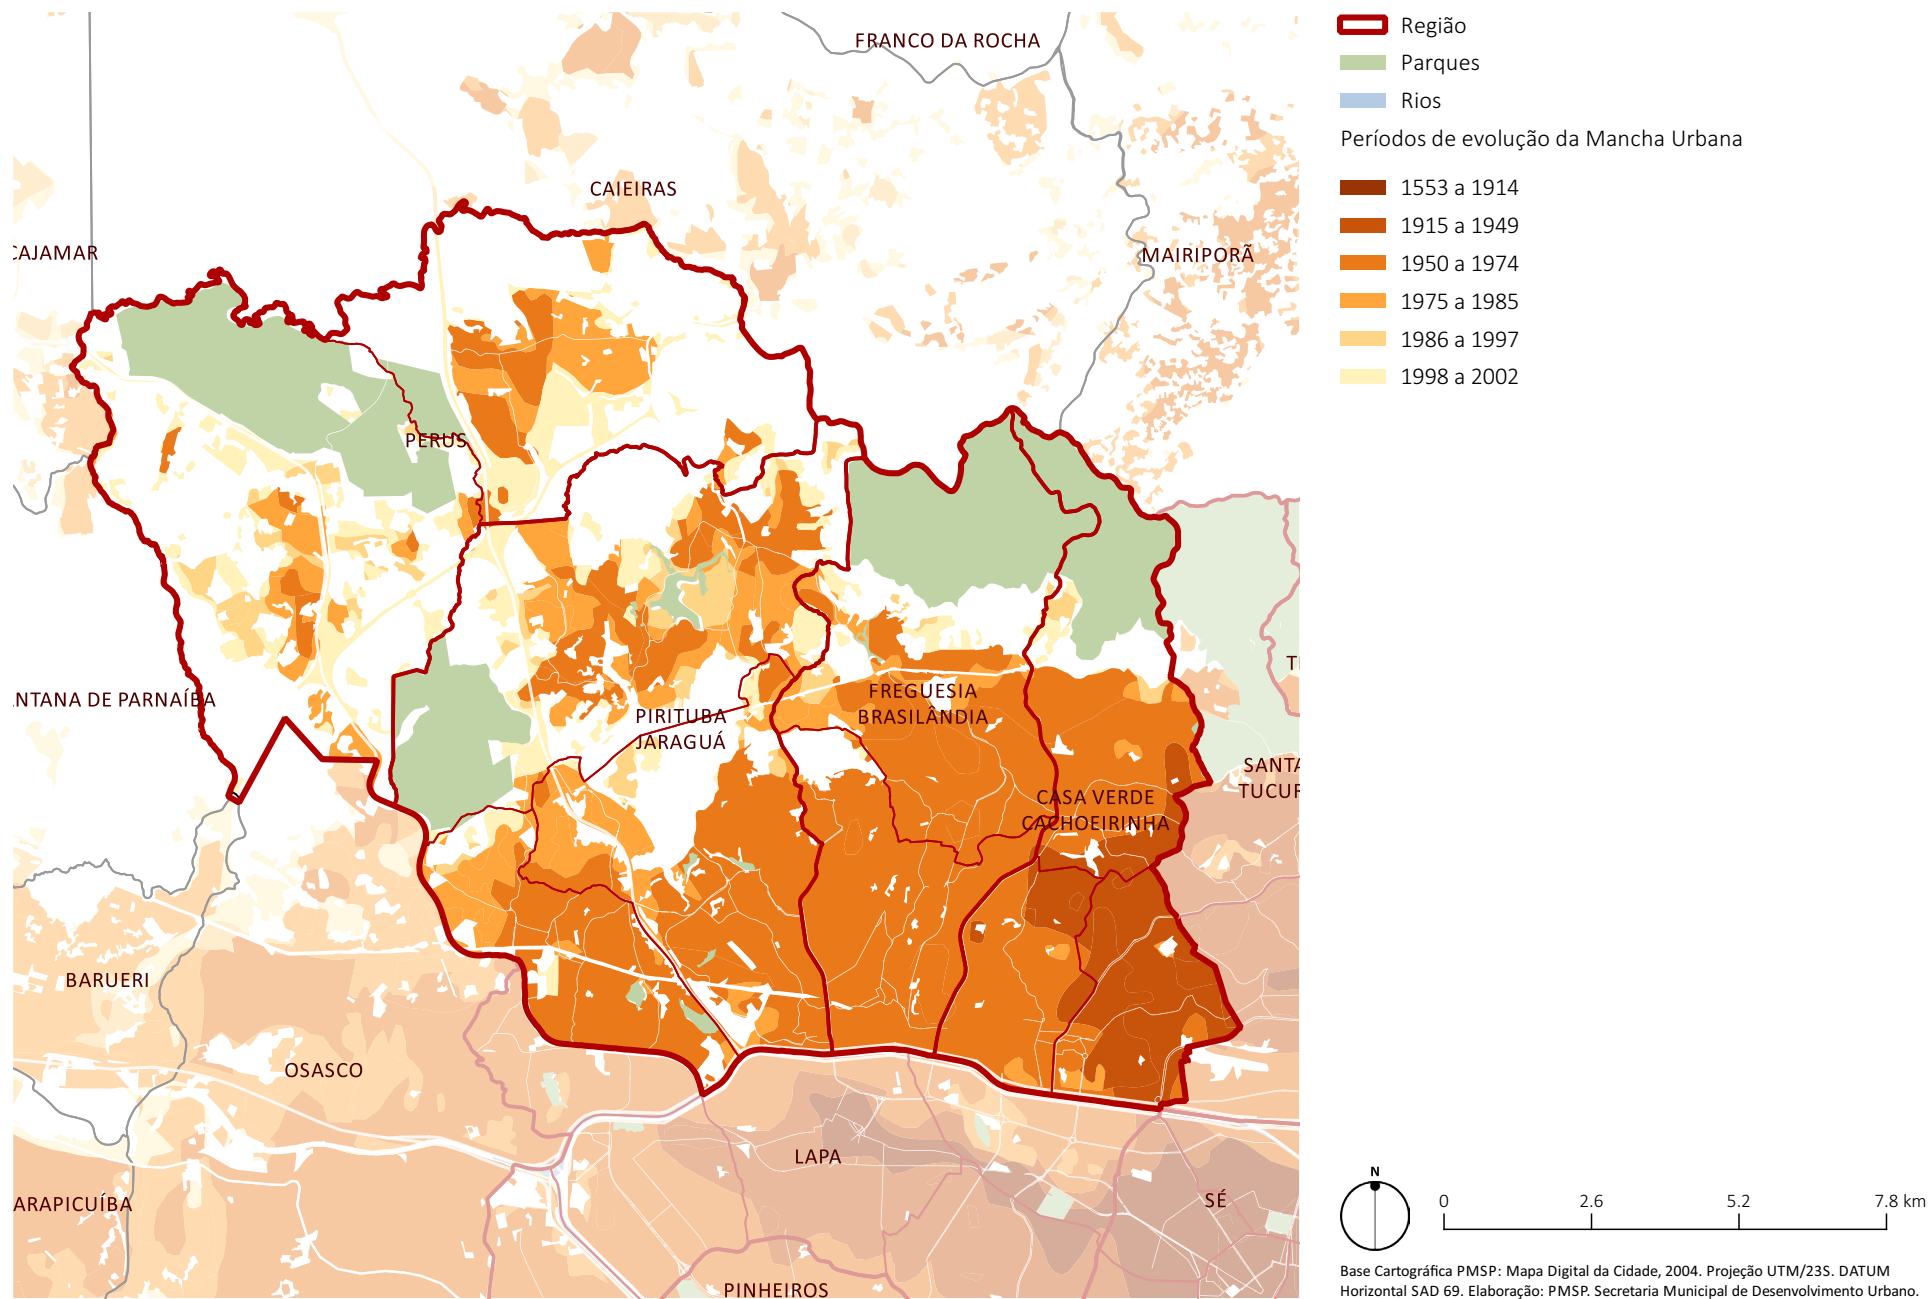 FRANCO DA ROCHA
CAIEIRAS
CAJAMAR
MAIRIPORÃ
PERUS
NTANA DE PARNAÍBA
PIRITUBA
JARAGUÁ
FREGUESIA
BRASILÂNDIA
T
SANTA
TUCUR
CASA VERDE
CACHOEIRINHA
BARUERI
OSASCO
LAPA
ARAPICUÍBA
SÉ
PINHEIROS
Região
Parques
Rios
Períodos de evolução da Mancha Urbana
1553 a 1914
1915 a 1949
1950 a 1974
1975 a 1985
1986 a 1997
1998 a 2002
N
0 2.6 5.2 7.8 km
Base Cartográfica PMSP: Mapa Digital da Cidade, 2004. Projeção UTM/23S. DATUM
Horizontal SAD 69. Elaboração: PMSP. Secretaria Municipal de Desenvolvimento Urbano.